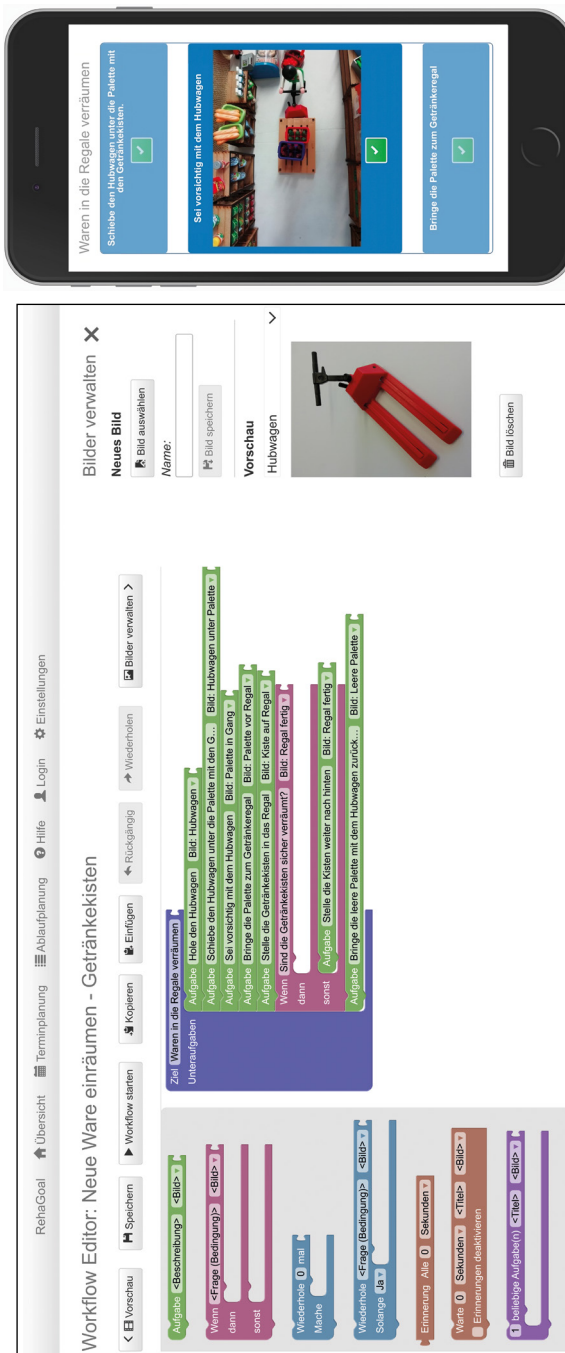 RehaGoal
Übersicht
Terminplanung
Ablaufplanung
Hilfe
Login
Einstellungen
Workflow Editor: Neue Ware einräumen - Getränkekisten
Vorschau
Speichern
Workflow starten
Kopieren
Einfügen
Rückgängig
Wiederholen
Bilder verwalten
Aufgabe <Beschreibung> <Bild>
Wenn <Frage (Bedingung)> <Bild>
dann
sonst
Wiederhole 0 mal
Mache
Wiederhole <Frage (Bedingung)> <Bild>
Solange Ja
Erinnerung Alle 0 Sekunden
Warte 0 Sekunden <Titel> <Bild>
Erinnerungen deaktivieren
1 beliebige Aufgabe(n) <Titel> <Bild>
Ziel Waren in die Regale verräumen
Unteraufgaben
Aufgabe Hole den Hubwagen Bild: Hubwagen
Aufgabe Schiebe den Hubwagen unter die Palette mit den G... Bild: Hubwagen unter Palette
Aufgabe Sei vorsichtig mit dem Hubwagen Bild: Palette in Gang
Aufgabe Bringe die Palette zum Getränkeregal Bild: Palette vor Regal
Aufgabe Stelle die Getränkekisten in das Regal Bild: Kiste auf Regal
Wenn Sind die Getränkekisten sicher verräumt? Bild: Regal fertig
dann
sonst
Aufgabe Stelle die Kisten weiter nach hinten Bild: Regal fertig
Aufgabe Bringe die leere Palette mit dem Hubwagen zurück... Bild: Leere Palette
Bilder verwalten
Neues Bild
Bild auswählen
Name:
Bild speichern
Vorschau
Hubwagen
Bild löschen
Waren in die Regale verräumen
Schiebe den Hubwagen unter die Palette mit
den Getränkekisten.
Sei vorsichtig mit dem Hubwagen
Bringe die Palette zum Getränkeregal